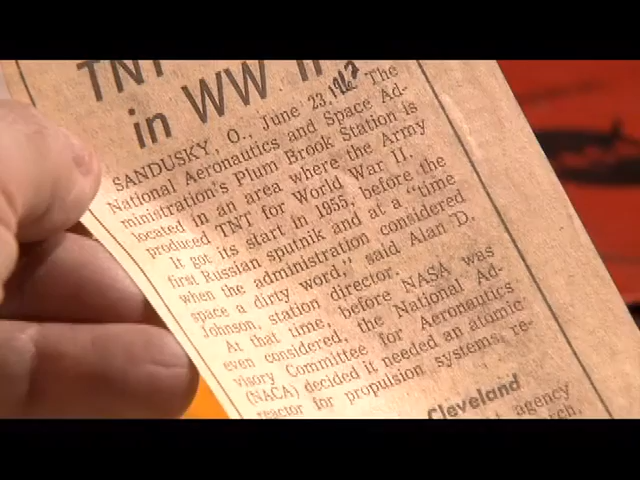 TNT
in WW II
SANDUSKY, O., June 23, 1962 The
National Aeronautics and Space Ad-
ministration's Plum Brook Station is
located in an area where the Army
produced TNT for World War II.
It got its start in 1955, before the
first Russian sputnik and at a "time
when the administration considered
space a dirty word," said Alan D.
Johnson, station director.
At that time, before NASA was
even considered, the National Ad-
visory Committee for Aeronautics
(NACA) decided it needed an atomic
reactor for propulsion systems, re-
Cleveland
agency